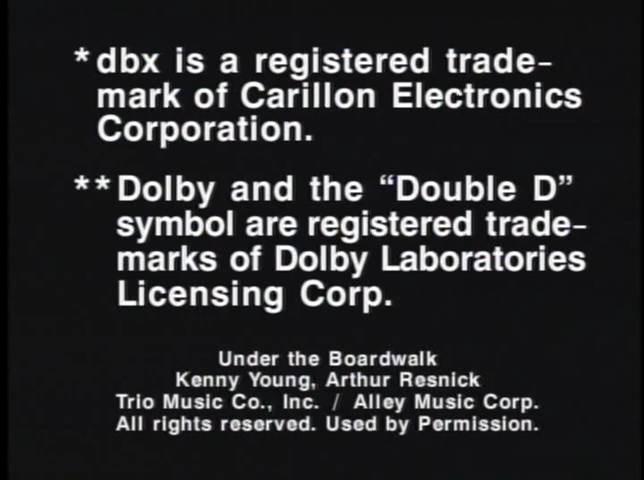 * dbx is a registered trade-
mark of Carillon Electronics
Corporation.
** Dolby and the “Double D”
symbol are registered trade-
marks of Dolby Laboratories
Licensing Corp.
Under the Boardwalk
Kenny Young, Arthur Resnick
Trio Music Co., Inc. / Alley Music Corp.
All rights reserved. Used by Permission.